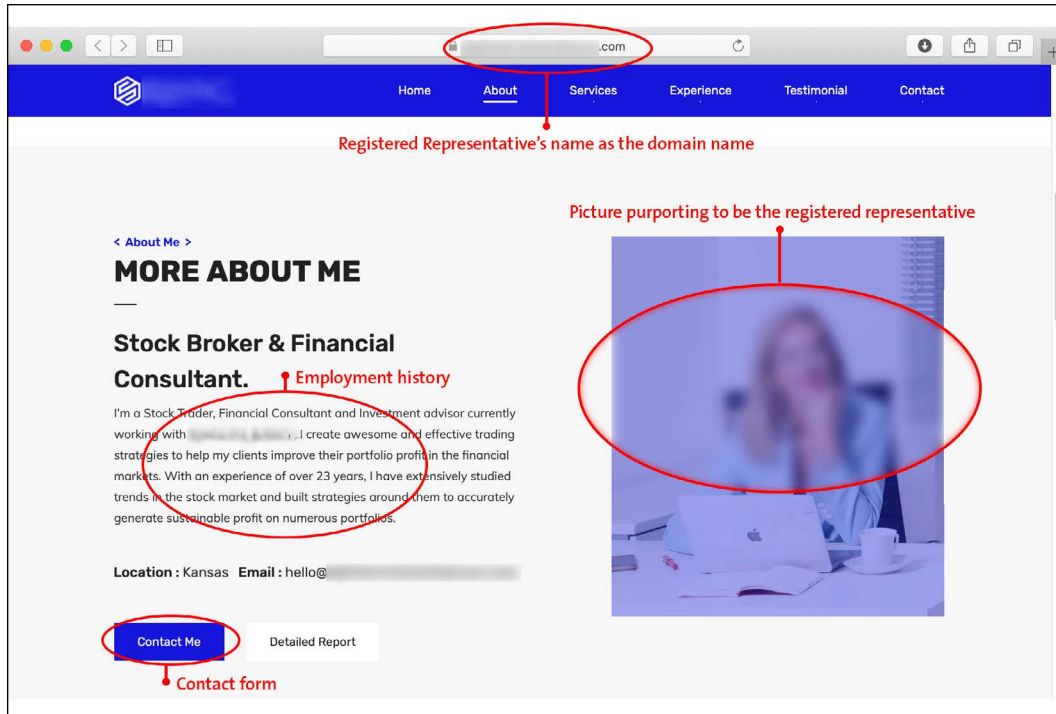 .com
Home About Services Experience Testimonial Contact
Registered Representative's name as the domain name
Picture purporting to be the registered representative
< About Me >
MORE ABOUT ME
Stock Broker & Financial
Consultant.
Employment history
I'm a Stock Trader, Financial Consultant and Investment advisor currently
working with , I create awesome and effective trading
strategies to help my clients improve their portfolio profit in the financial
markets. With an experience of over 23 years, I have extensively studied
trends in the stock market and built strategies around them to accurately
generate sustainable profit on numerous portfolios.
Location : Kansas Email : hello@
Contact Me Detailed Report
Contact form